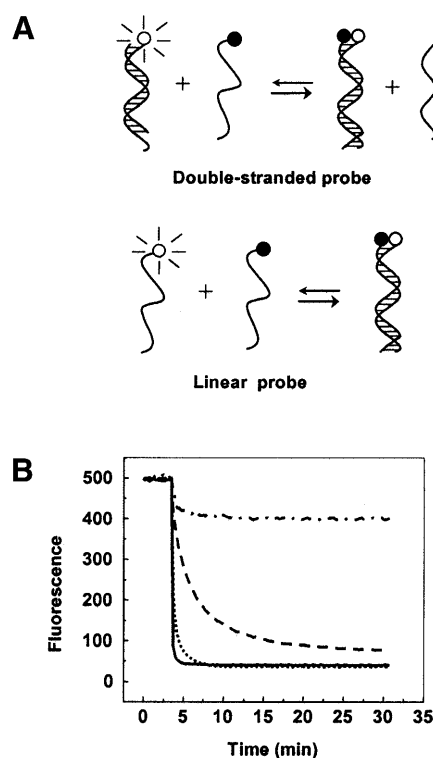 A
+
+
Double-stranded probe
+
Linear probe
B
Fluorescence
500
400
300
200
100
0
0 5 10 15 20 25 30 35
Time (min)